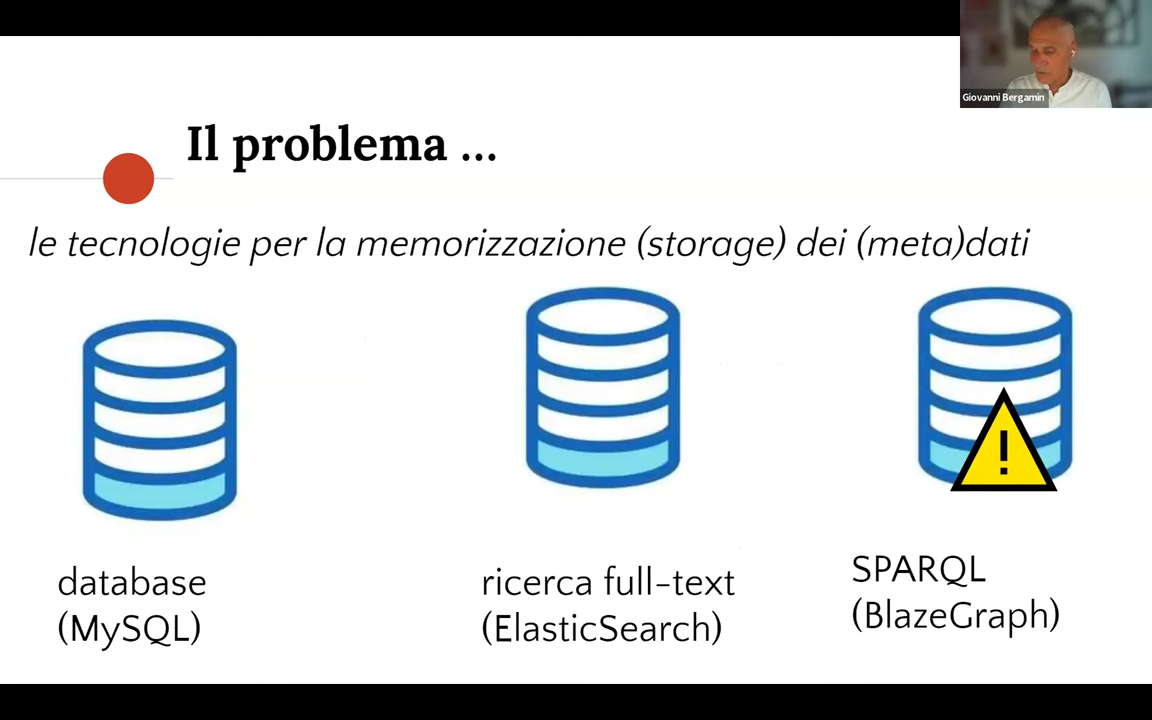 Giovanni Bergamin
Il problema ...
le tecnologie per la memorizzazione (storage) dei (meta)dati
database
(MySQL)
ricerca full-text
(ElasticSearch)
!
SPARQL
(BlazeGraph)